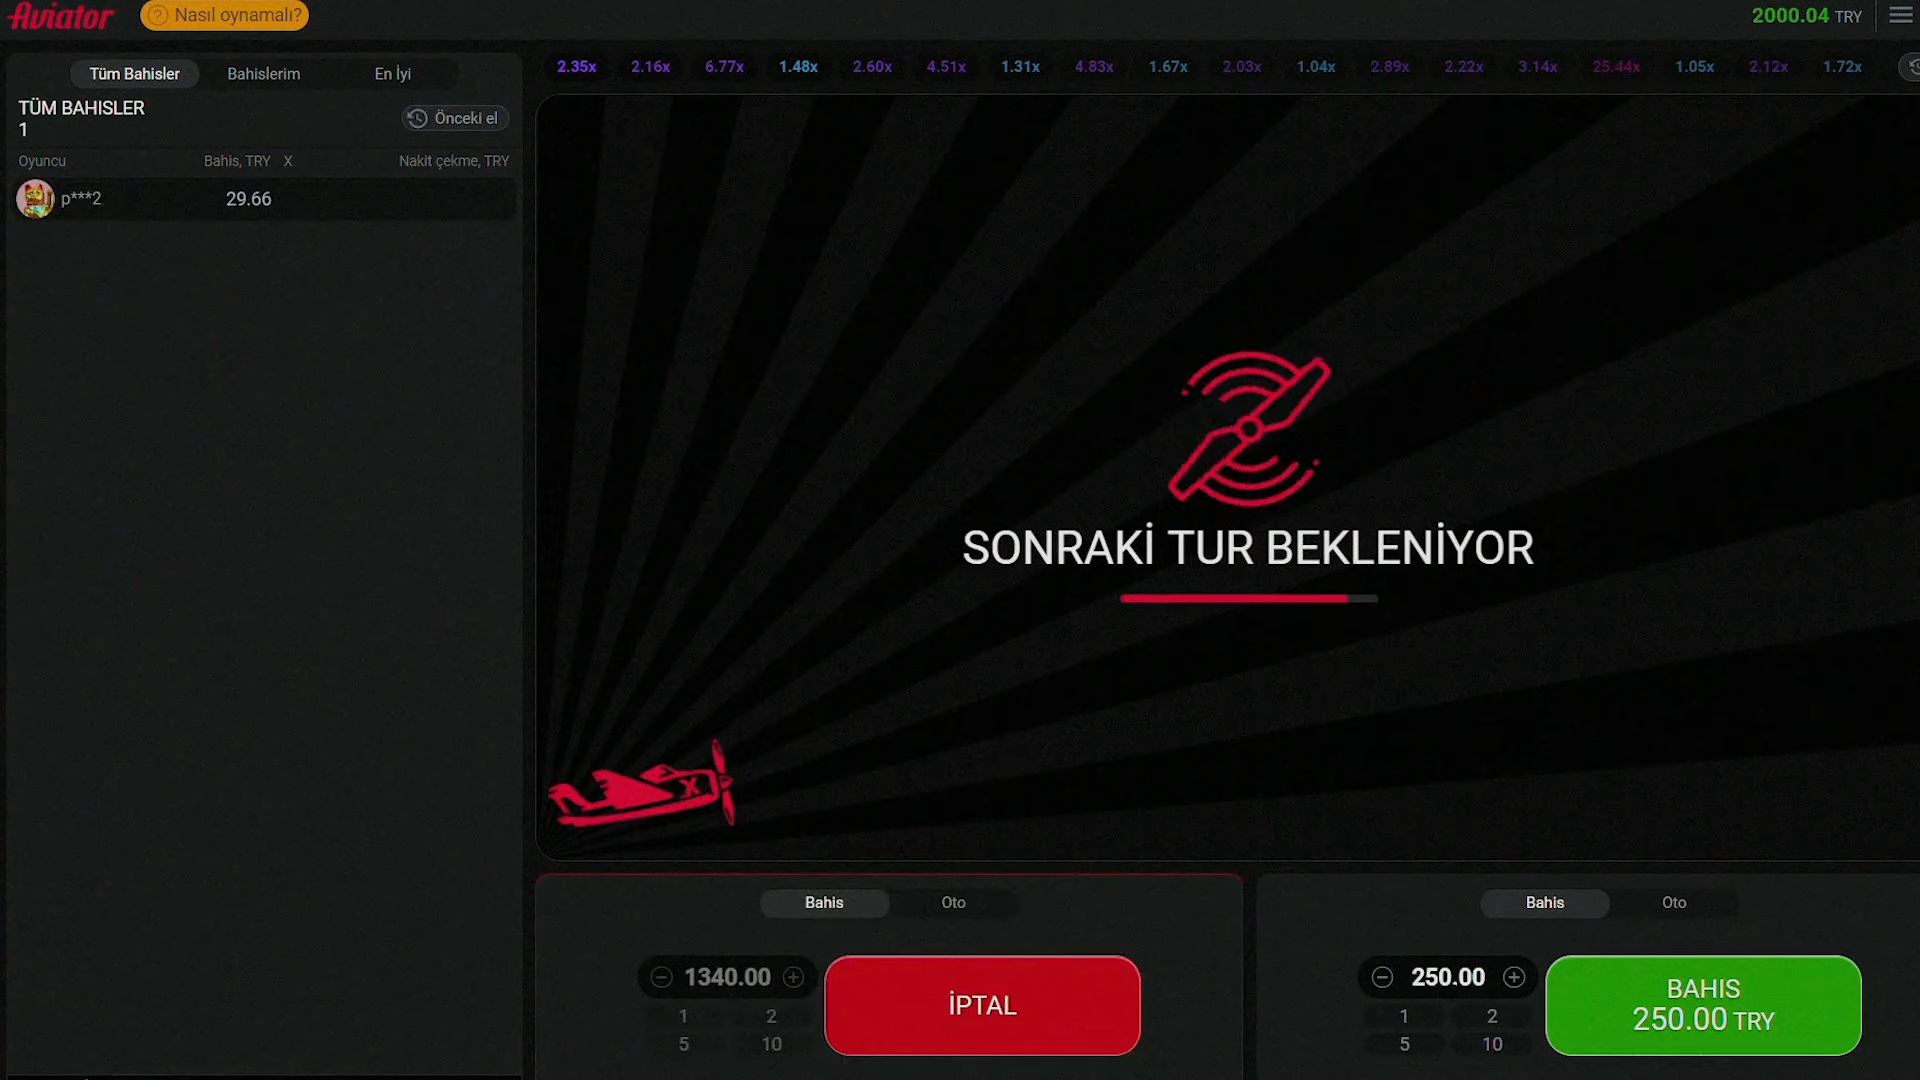 Aviator
? Nasıl oynamalı?
2000.04 TRY
Tüm Bahisler Bahislerim En İyi
TÜM BAHISLER
1
Önceki el
Oyuncu Bahis, TRY X Nakit çekme, TRY
p***2 29.66
2.35x 2.16x 6.77x 1.48x 2.60x 4.51x 1.31x 4.83x 1.67x 2.03x 1.04x 2.89x 2.22x 3.14x 25.44x 1.05x 2.12x 1.72x
SONRAKİ TUR BEKLENİYOR
X
Bahis Oto
1340.00
1 2
5 10
İPTAL
Bahis Oto
250.00
1 2
5 10
BAHIS
250.00 TRY